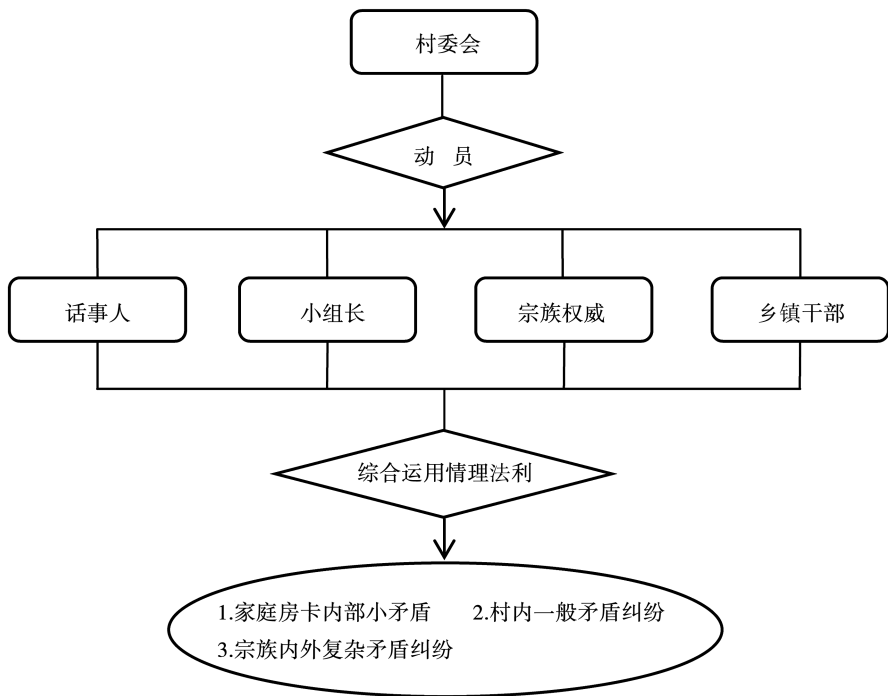 村委会
动 员
话事人 小组长 宗族权威 乡镇干部
综合运用情理法利
1.家庭房卡内部小矛盾 2.村内一般矛盾纠纷
3.宗族内外复杂矛盾纠纷